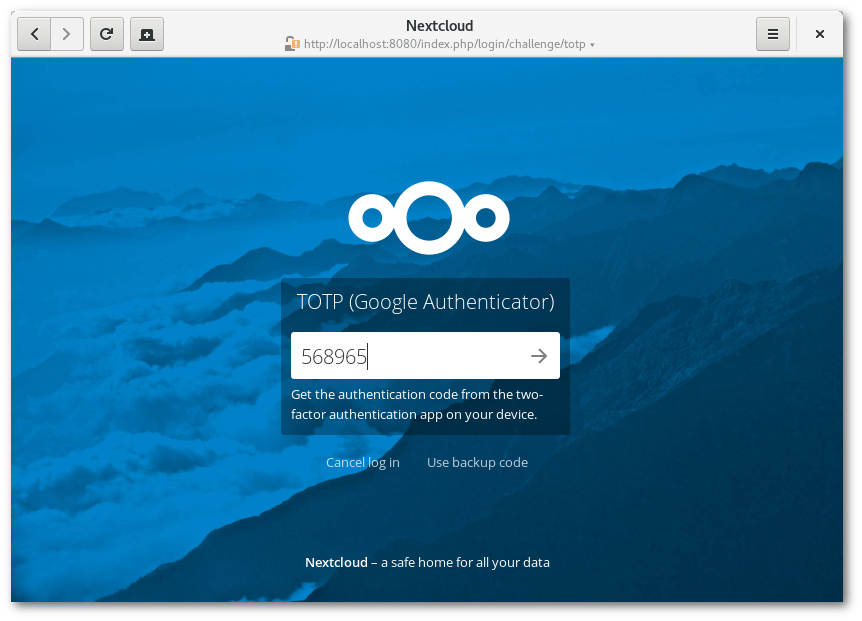 Nextcloud
http://localhost:8080/index.php/login/challenge/totp
TOTP (Google Authenticator)
568965
Get the authentication code from the two-
factor authentication app on your device.
Cancel log in Use backup code
Nextcloud – a safe home for all your data